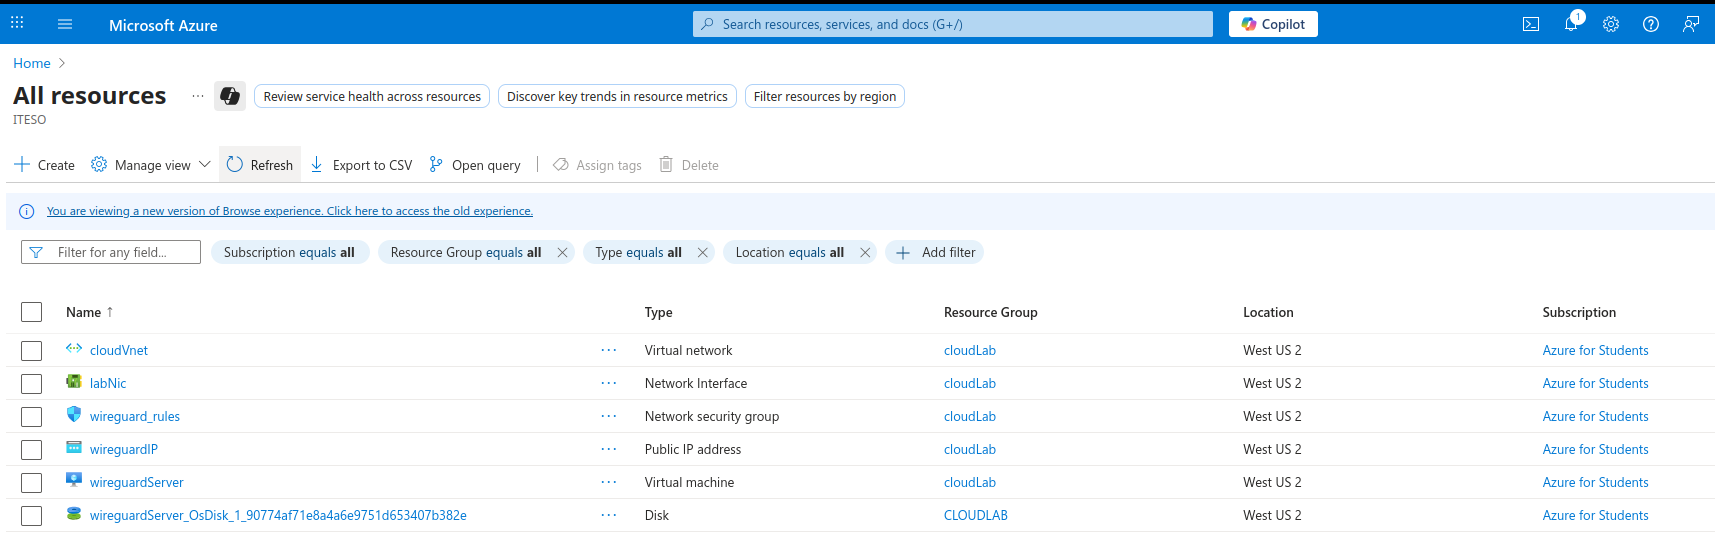 Microsoft Azure
Search resources, services, and docs (G+/)
Copilot
1
Home
All resources
...
Review service health across resources
Discover key trends in resource metrics
Filter resources by region
ITESO
Create
Manage view
Refresh
Export to CSV
Open query
Assign tags
Delete
You are viewing a new version of Browse experience. Click here to access the old experience.
Filter for any field...
Subscription equals all
Resource Group equals all
Type equals all
Location equals all
Add filter
Name ↑ Type Resource Group Location Subscription
cloudVnet ... Virtual network cloudLab West US 2 Azure for Students
labNic ... Network Interface cloudLab West US 2 Azure for Students
wireguard_rules ... Network security group cloudLab West US 2 Azure for Students
wireguardIP ... Public IP address cloudLab West US 2 Azure for Students
wireguardServer ... Virtual machine cloudLab West US 2 Azure for Students
wireguardServer_OsDisk_1_90774af71e8a4a6e9751d653407b382e ... Disk CLOUDLAB West US 2 Azure for Students